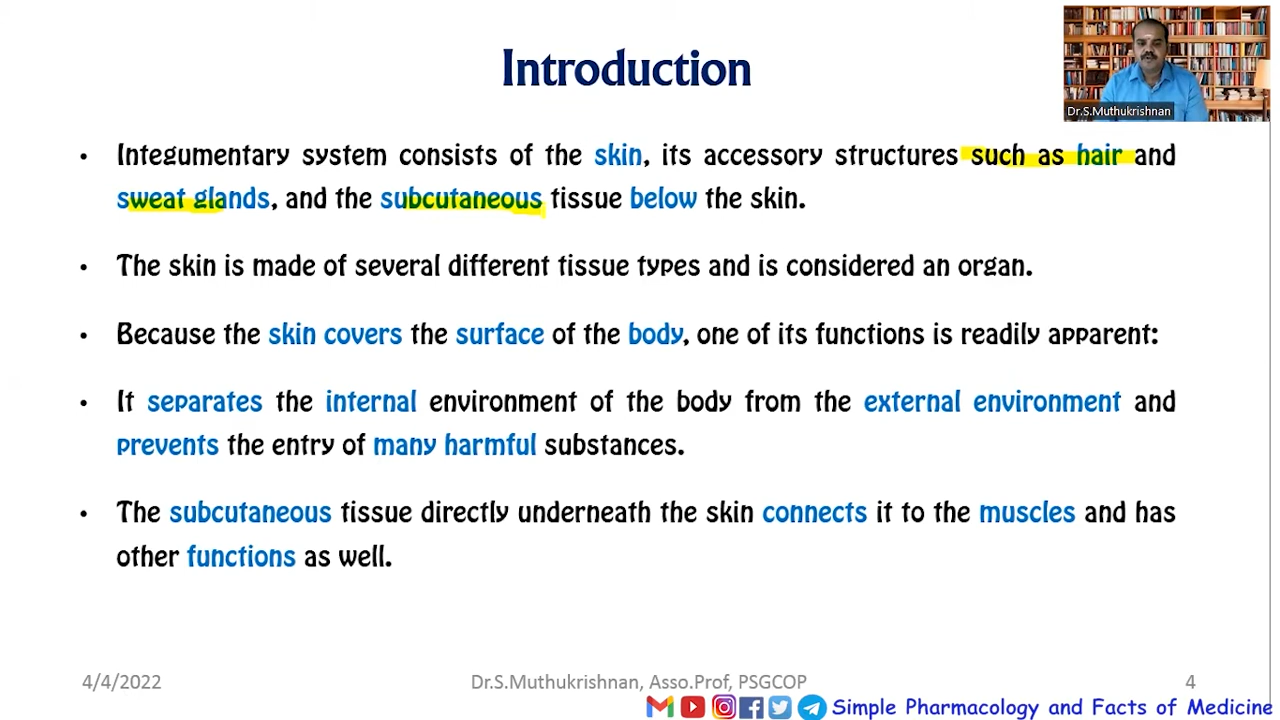 Introduction
Dr.S.Muthukrishnan
• Integumentary system consists of the skin, its accessory structures such as hair and
sweat glands, and the subcutaneous tissue below the skin.
• The skin is made of several different tissue types and is considered an organ.
• Because the skin covers the surface of the body, one of its functions is readily apparent:
• It separates the internal environment of the body from the external environment and
prevents the entry of many harmful substances.
• The subcutaneous tissue directly underneath the skin connects it to the muscles and has
other functions as well.
4/4/2022
Dr.S.Muthukrishnan, Asso.Prof, PSGCOP
4
Simple Pharmacology and Facts of Medicine